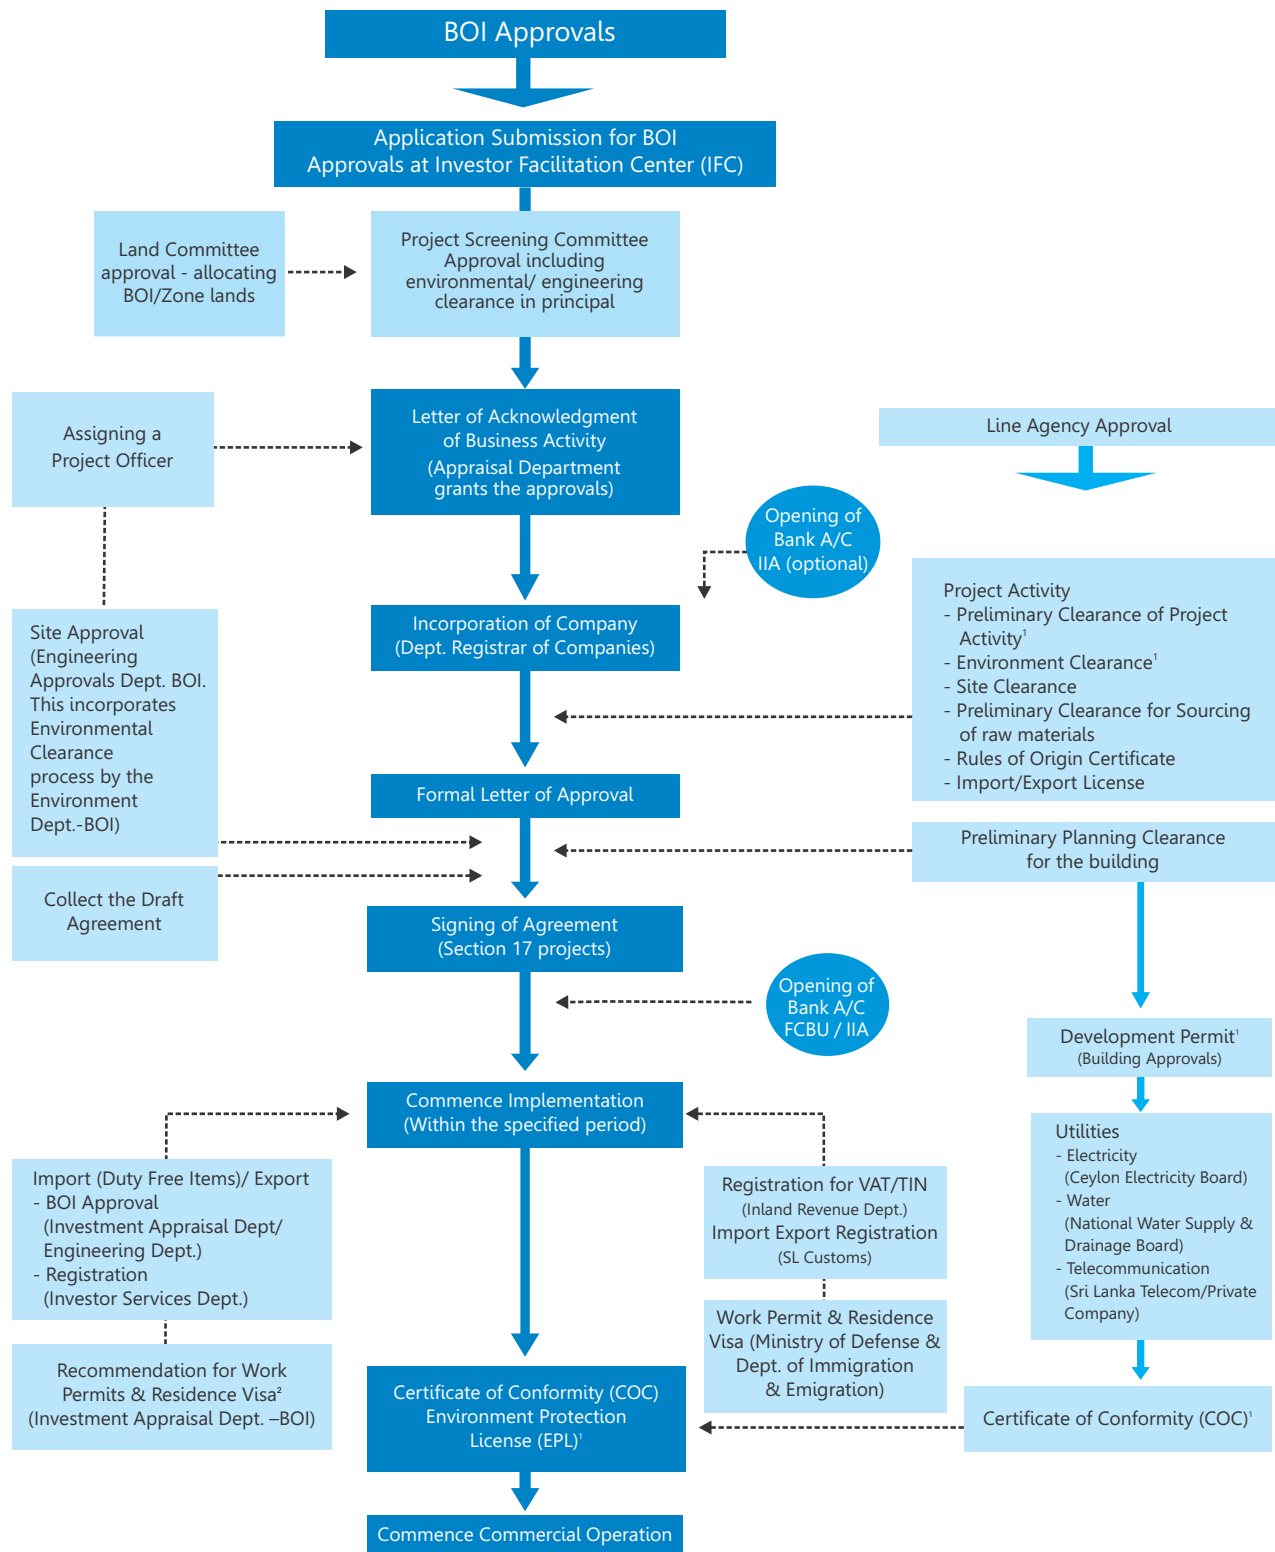 BOI Approvals
Application Submission for BOI
Approvals at Investor Facilitation Center (IFC)
Land Committee
approval - allocating
BOI/Zone lands
Project Screening Committee
Approval including
environmental/ engineering
clearance in principal
Assigning a
Project Officer
Letter of Acknowledgment
of Business Activity
(Appraisal Department
grants the approvals)
Line Agency Approval
Opening of
Bank A/C
IIA (optional)
Site Approval
(Engineering
Approvals Dept. BOI.
This incorporates
Environmental
Clearance
process by the
Environment
Dept.-BOI)
Incorporation of Company
(Dept. Registrar of Companies)
Project Activity
- Preliminary Clearance of Project
Activity¹
- Environment Clearance¹
- Site Clearance
- Preliminary Clearance for Sourcing
of raw materials
- Rules of Origin Certificate
- Import/Export License
Formal Letter of Approval
Preliminary Planning Clearance
for the building
Collect the Draft
Agreement
Signing of Agreement
(Section 17 projects)
Opening of
Bank A/C
FCBU / IIA
Development Permit¹
(Building Approvals)
Commence Implementation
(Within the specified period)
Utilities
- Electricity
(Ceylon Electricity Board)
- Water
(National Water Supply &
Drainage Board)
- Telecommunication
(Sri Lanka Telecom/Private
Company)
Import (Duty Free Items)/ Export
- BOI Approval
(Investment Appraisal Dept/
Engineering Dept.)
- Registration
(Investor Services Dept.)
Registration for VAT/TIN
(Inland Revenue Dept.)
Import Export Registration
(SL Customs)
Work Permit & Residence
Visa (Ministry of Defense &
Dept. of Immigration
& Emigration)
Recommendation for Work
Permits & Residence Visa²
(Investment Appraisal Dept. –BOI)
Certificate of Conformity (COC)
Environment Protection
License (EPL)¹
Certificate of Conformity (COC)¹
Commence Commercial Operation